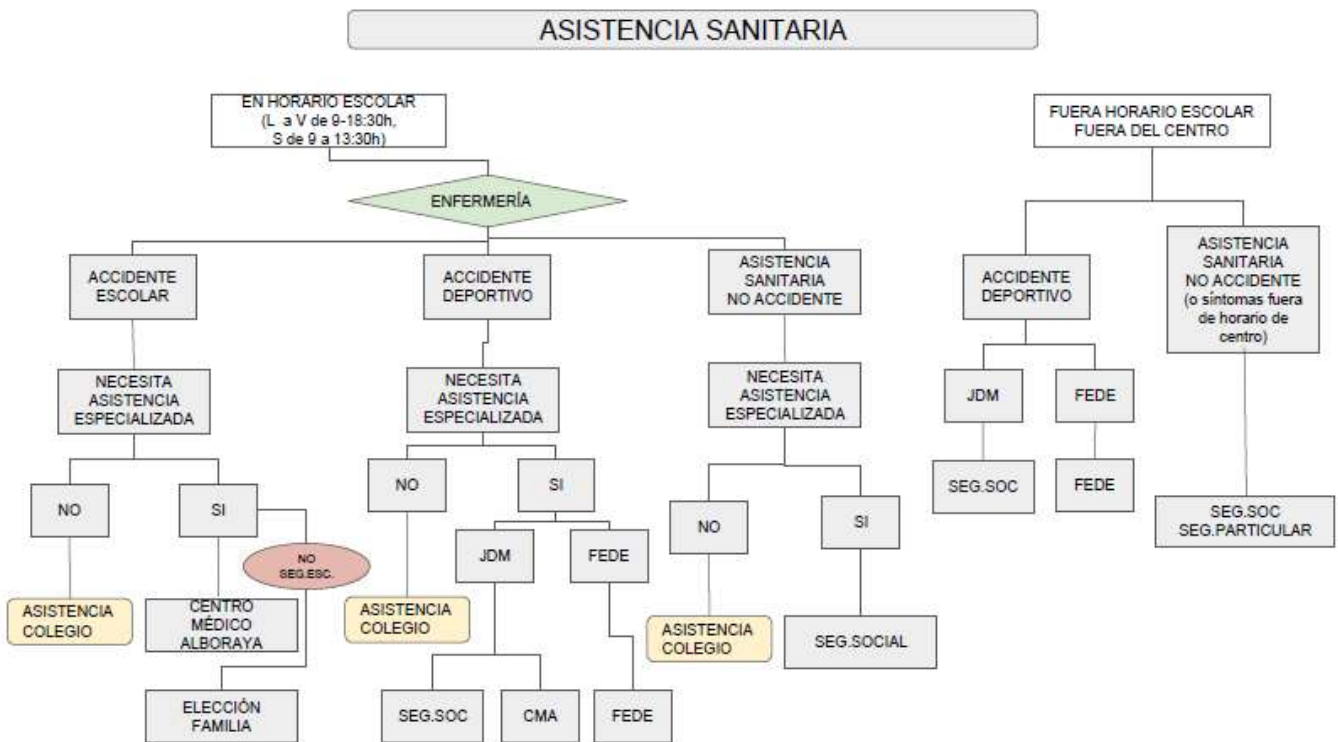 ASISTENCIA SANITARIA
EN HORARIO ESCOLAR
(L a V de 9-18:30h,
S de 9 a 13:30h)
FUERA HORARIO ESCOLAR
FUERA DEL CENTRO
ENFERMERÍA
ACCIDENTE
ESCOLAR
ACCIDENTE
DEPORTIVO
ASISTENCIA
SANITARIA
NO ACCIDENTE
ACCIDENTE
DEPORTIVO
ASISTENCIA
SANITARIA
NO ACCIDENTE
(o síntomas fuera
de horario de
centro)
NECESITA
ASISTENCIA
ESPECIALIZADA
NECESITA
ASISTENCIA
ESPECIALIZADA
NECESITA
ASISTENCIA
ESPECIALIZADA
JDM
FEDE
NO
SI
NO
SI
NO
SI
SEG.SOC
FEDE
SEG.SOC
SEG.PARTICULAR
NO
SEG.ESC.
JDM
FEDE
ASISTENCIA
COLEGIO
CENTRO
MÉDICO
ALBORAYA
ASISTENCIA
COLEGIO
ASISTENCIA
COLEGIO
SEG.SOCIAL
ELECCIÓN
FAMILIA
SEG.SOC
CMA
FEDE